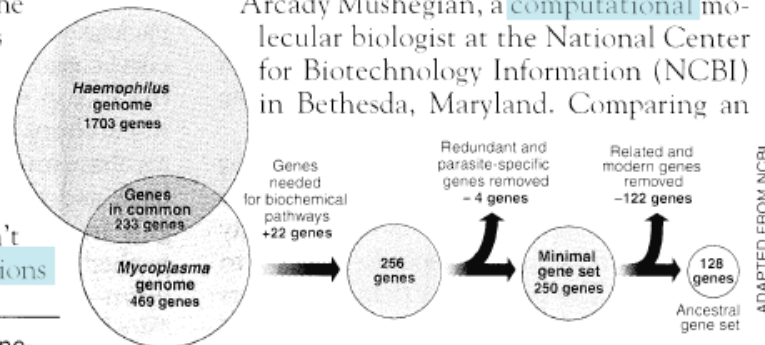 Arcady Mushegian, a computational mo-
lecular biologist at the National Center
for Biotechnology Information (NCBI)
in Bethesda, Maryland. Comparing an
Haemophilus
genome
1703 genes
Genes
in common
233 genes
Mycoplasma
genome
469 genes
Genes
needed
for biochemical
pathways
+22 genes
256
genes
Redundant and
parasite-specific
genes removed
– 4 genes
Minimal
gene set
250 genes
Related and
modern genes
removed
–122 genes
128
genes
Ancestral
gene set
ADAPTED FROM NCBI
ions